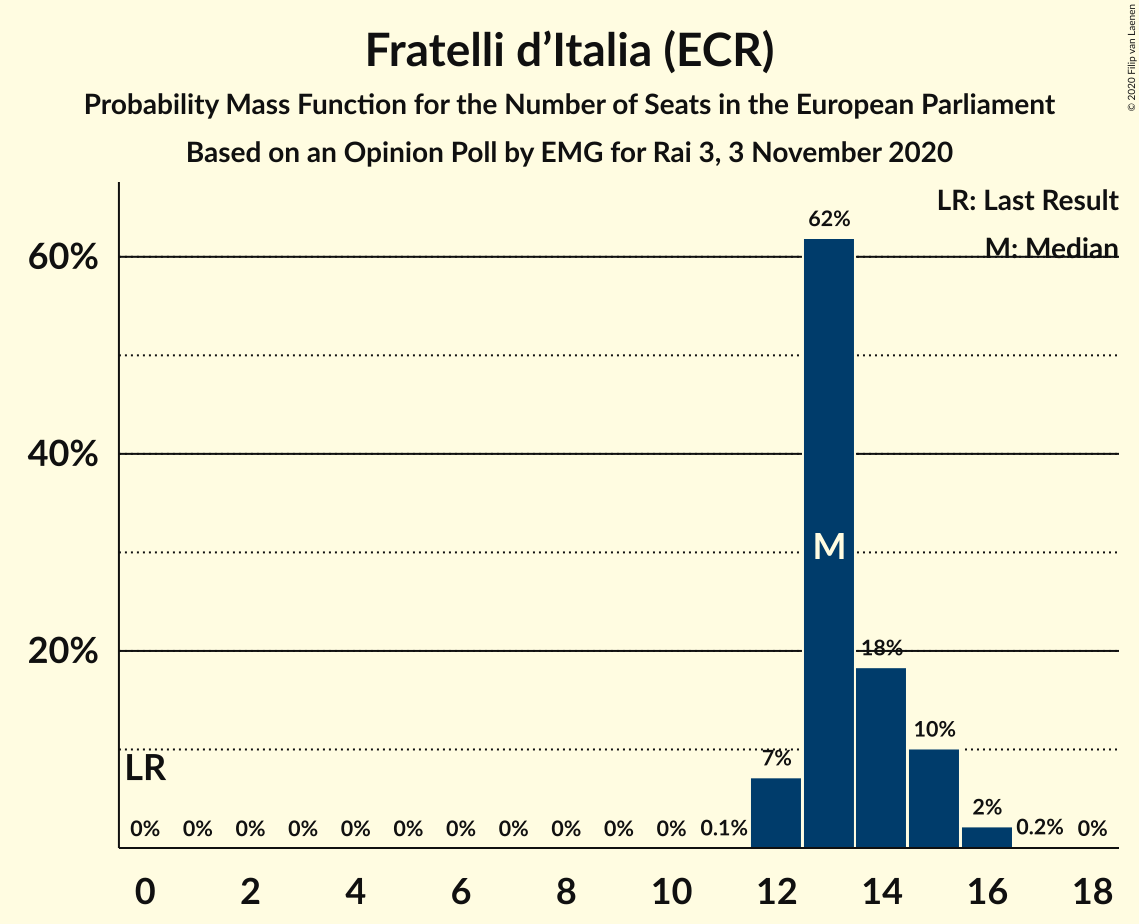 Fratelli d’Italia (ECR)
Probability Mass Function for the Number of Seats in the European Parliament
Based on an Opinion Poll by EMG for Rai 3, 3 November 2020
© 2020 Filip van Laenen
LR: Last Result
M: Median
62%
60%
40%
M
20%
18%
10%
7%
LR
2%
0% 0% 0% 0% 0% 0% 0% 0% 0% 0% 0% 0.1% 0.2% 0%
0 2 4 6 8 10 12 14 16 18